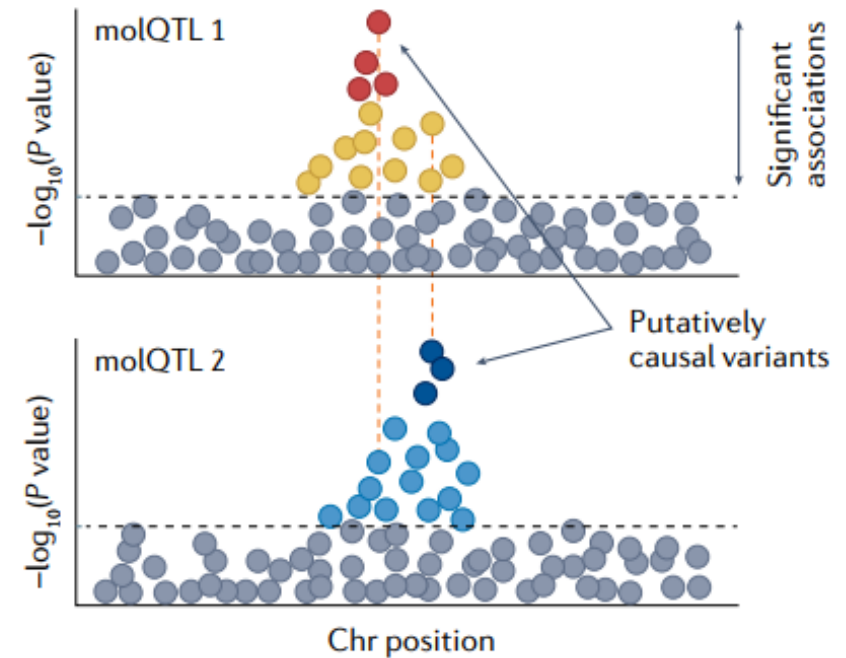 molQTL 1
–log₁₀(P value)
Significant
associations
Putatively
causal variants
molQTL 2
–log₁₀(P value)
Chr position